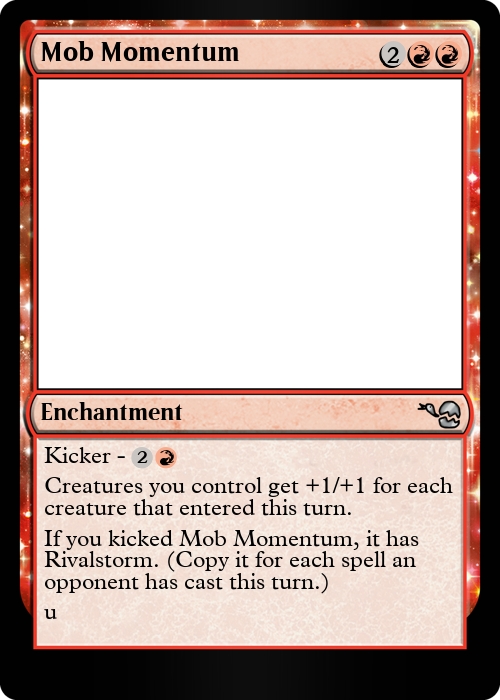 Mob Momentum 2
Enchantment
Kicker - 2
Creatures you control get +1/+1 for each
creature that entered this turn.
If you kicked Mob Momentum, it has
Rivalstorm. (Copy it for each spell an
opponent has cast this turn.)
u